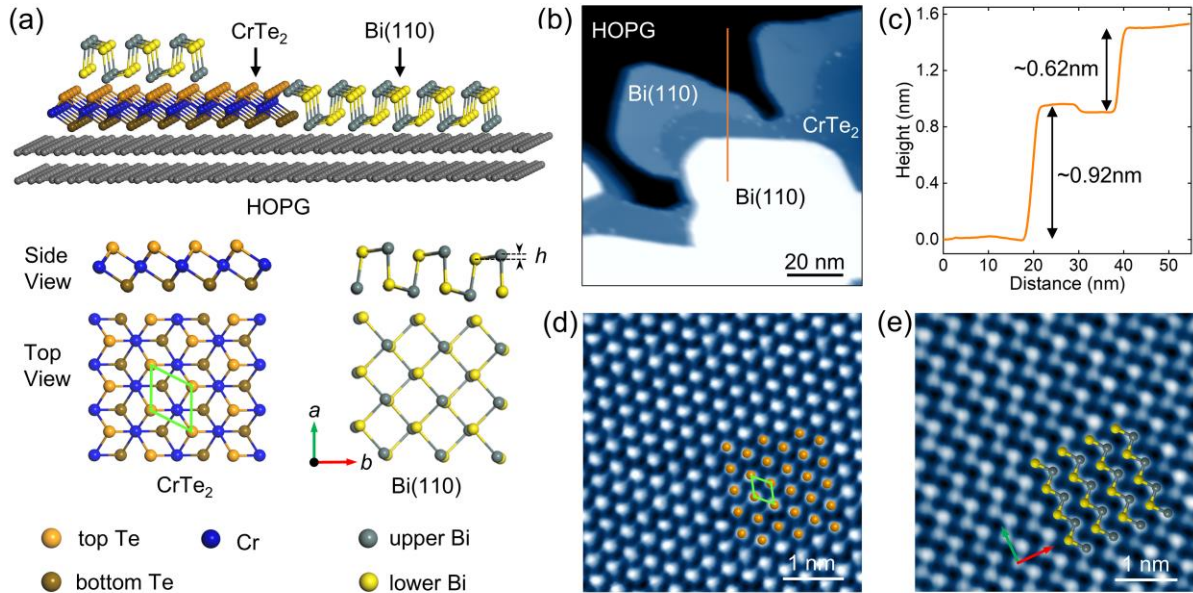 (a)
CrTe2
Bi(110)
HOPG
Side
View
h
Top
View
a
b
CrTe2
Bi(110)
top Te
Cr
upper Bi
bottom Te
lower Bi
(b)
HOPG
Bi(110)
CrTe2
Bi(110)
20 nm
(c)
Height (nm)
1.6
1.2
0.8
0.4
0.0
~0.62nm
~0.92nm
0 10 20 30 40 50
Distance (nm)
(d)
1 nm
(e)
1 nm